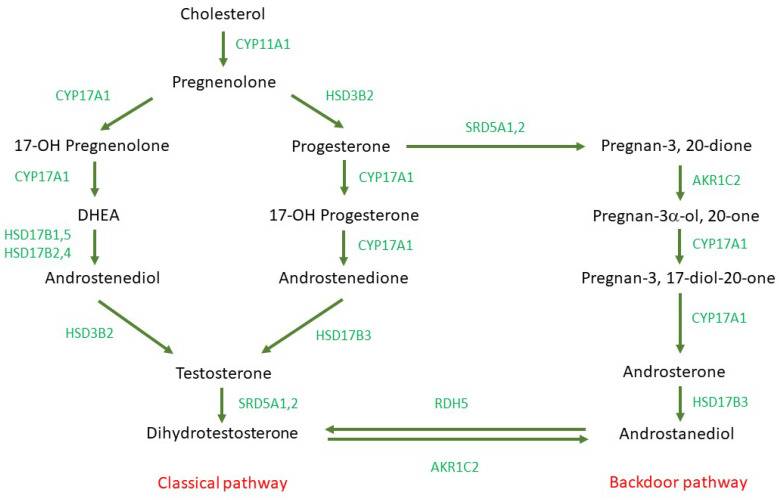 Cholesterol
CYP11A1
Pregnenolone
CYP17A1
HSD3B2
17-OH Pregnenolone
Progesterone
SRD5A1,2
Pregnan-3, 20-dione
CYP17A1
CYP17A1
AKR1C2
DHEA
17-OH Progesterone
Pregnan-3α-ol, 20-one
HSD17B1,5
HSD17B2,4
CYP17A1
CYP17A1
Androstenediol
Androstenedione
Pregnan-3, 17-diol-20-one
HSD3B2
HSD17B3
CYP17A1
Testosterone
Androsterone
SRD5A1,2
RDH5
HSD17B3
Dihydrotestosterone
Androstanediol
AKR1C2
Classical pathway
Backdoor pathway